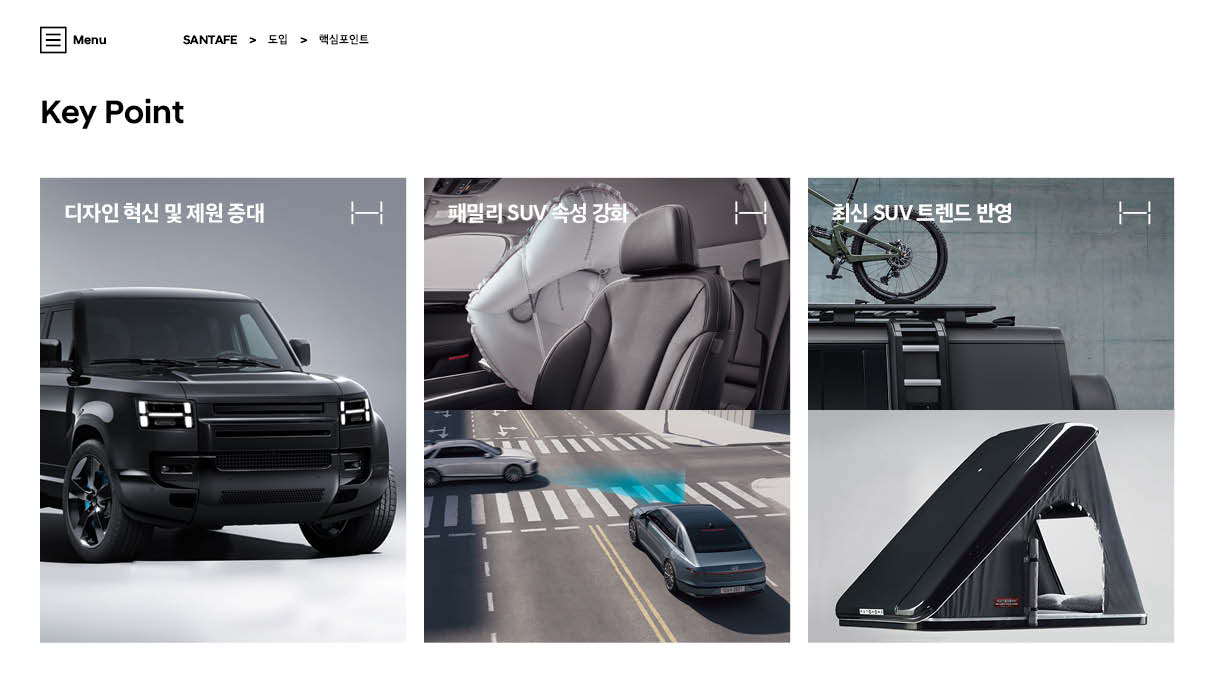 Menu
SANTAFE > 도입 > 핵심포인트
Key Point
디자인 혁신 및 제원 증대
패밀리 SUV 속성 강화
최신 SUV 트렌드 반영